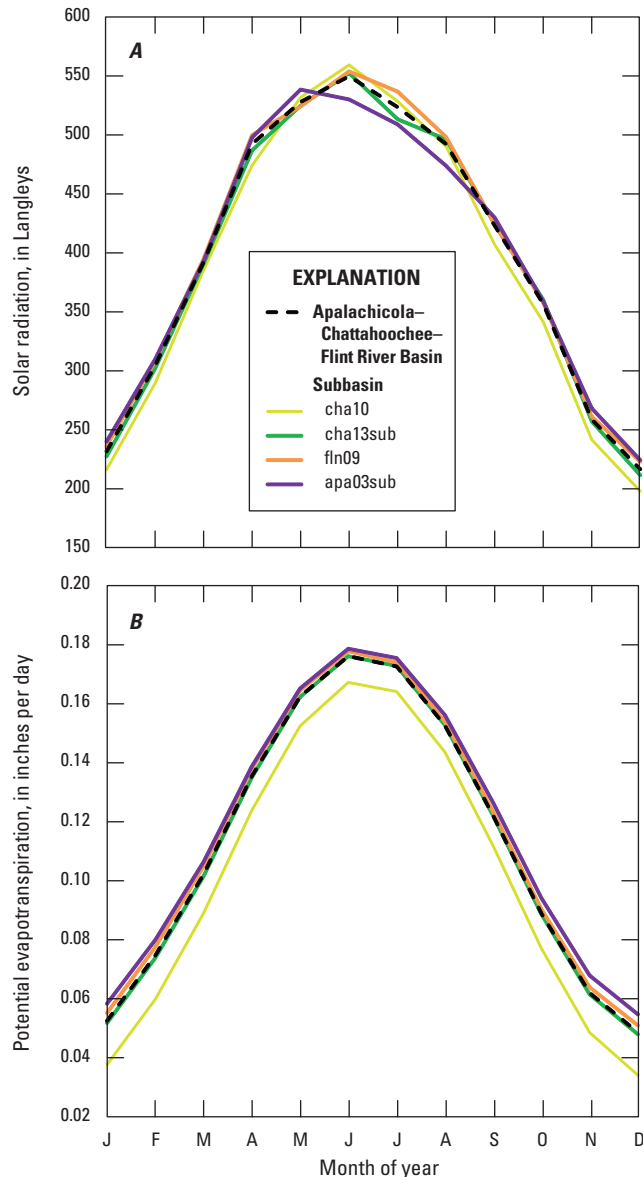 A
Solar radiation, in Langleys
600
550
500
450
400
350
300
250
200
150
EXPLANATION
Apalachicola–
Chattahoochee–
Flint River Basin
Subbasin
cha10
cha13sub
fln09
apa03sub
B
Potential evapotranspiration, in inches per day
0.20
0.18
0.16
0.14
0.12
0.10
0.08
0.06
0.04
0.02
J F M A M J J A S O N D
Month of year